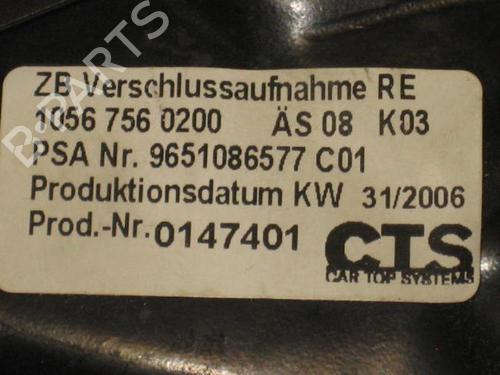 B-PARTS
ZB Verschlussaufnahme RE
1056 756 0200 ÄS 08 K03
PSA Nr. 9651086577 C01
Produktionsdatum KW 31/2006
Prod.-Nr. 0147401
CTS
CAR TOP SYSTEMS